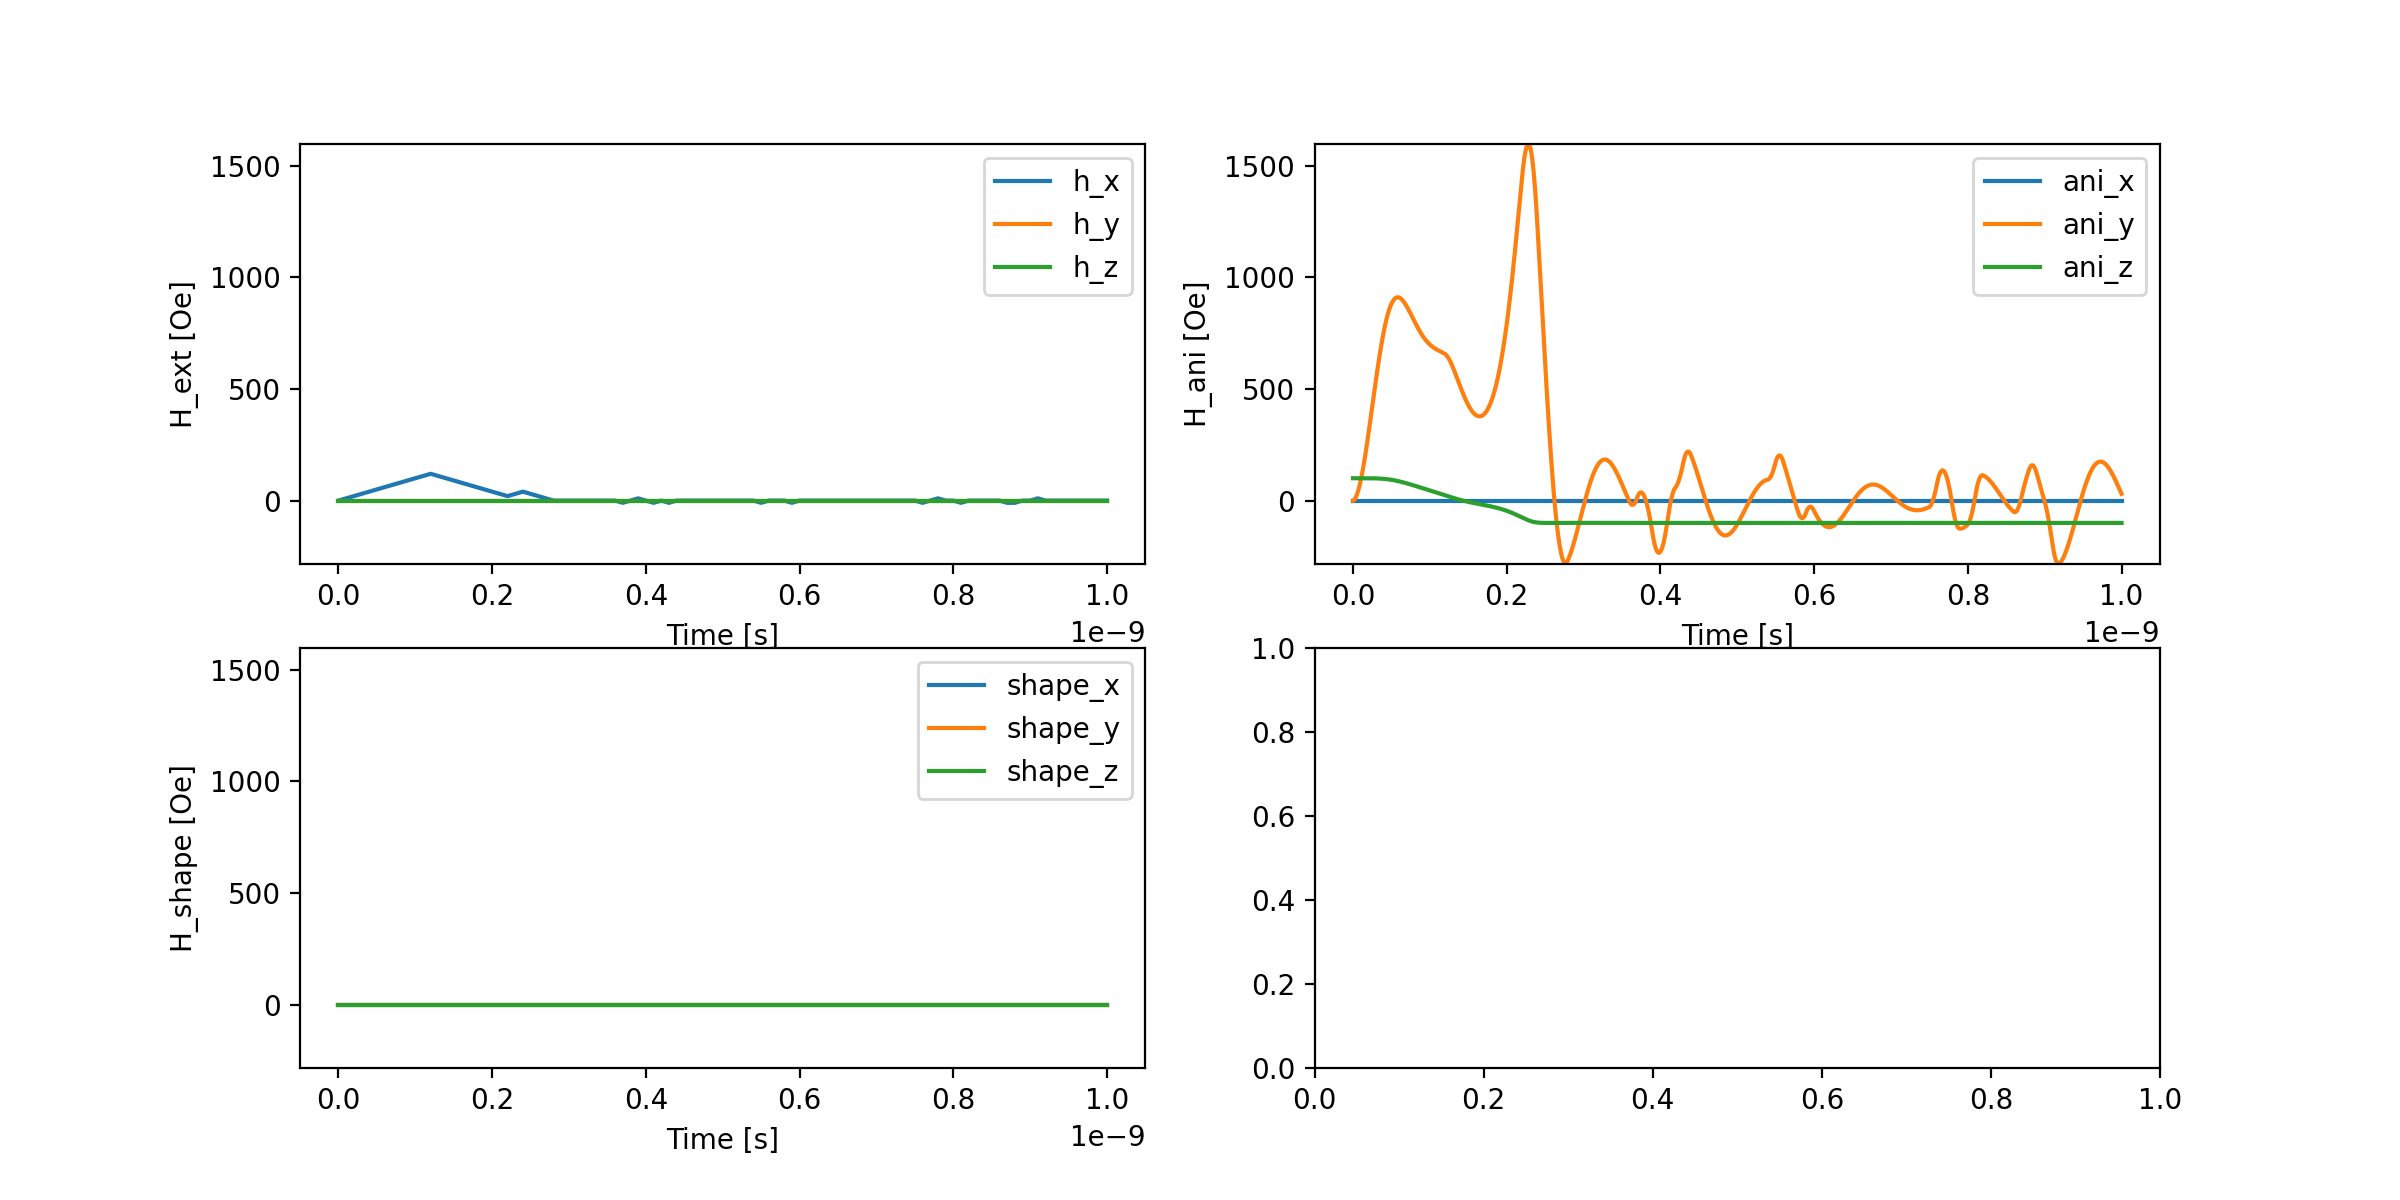 H_ext [Oe]
1500
1000
500
0
h_x
h_y
h_z
0.0 0.2 0.4 0.6 0.8 1.0
Time [s]
1e−9
H_ani [Oe]
1500
1000
500
0
ani_x
ani_y
ani_z
0.0 0.2 0.4 0.6 0.8 1.0
Time [s]
1e−9
H_shape [Oe]
1500
1000
500
0
shape_x
shape_y
shape_z
0.0 0.2 0.4 0.6 0.8 1.0
Time [s]
1e−9
1.0
0.8
0.6
0.4
0.2
0.0
0.0 0.2 0.4 0.6 0.8 1.0